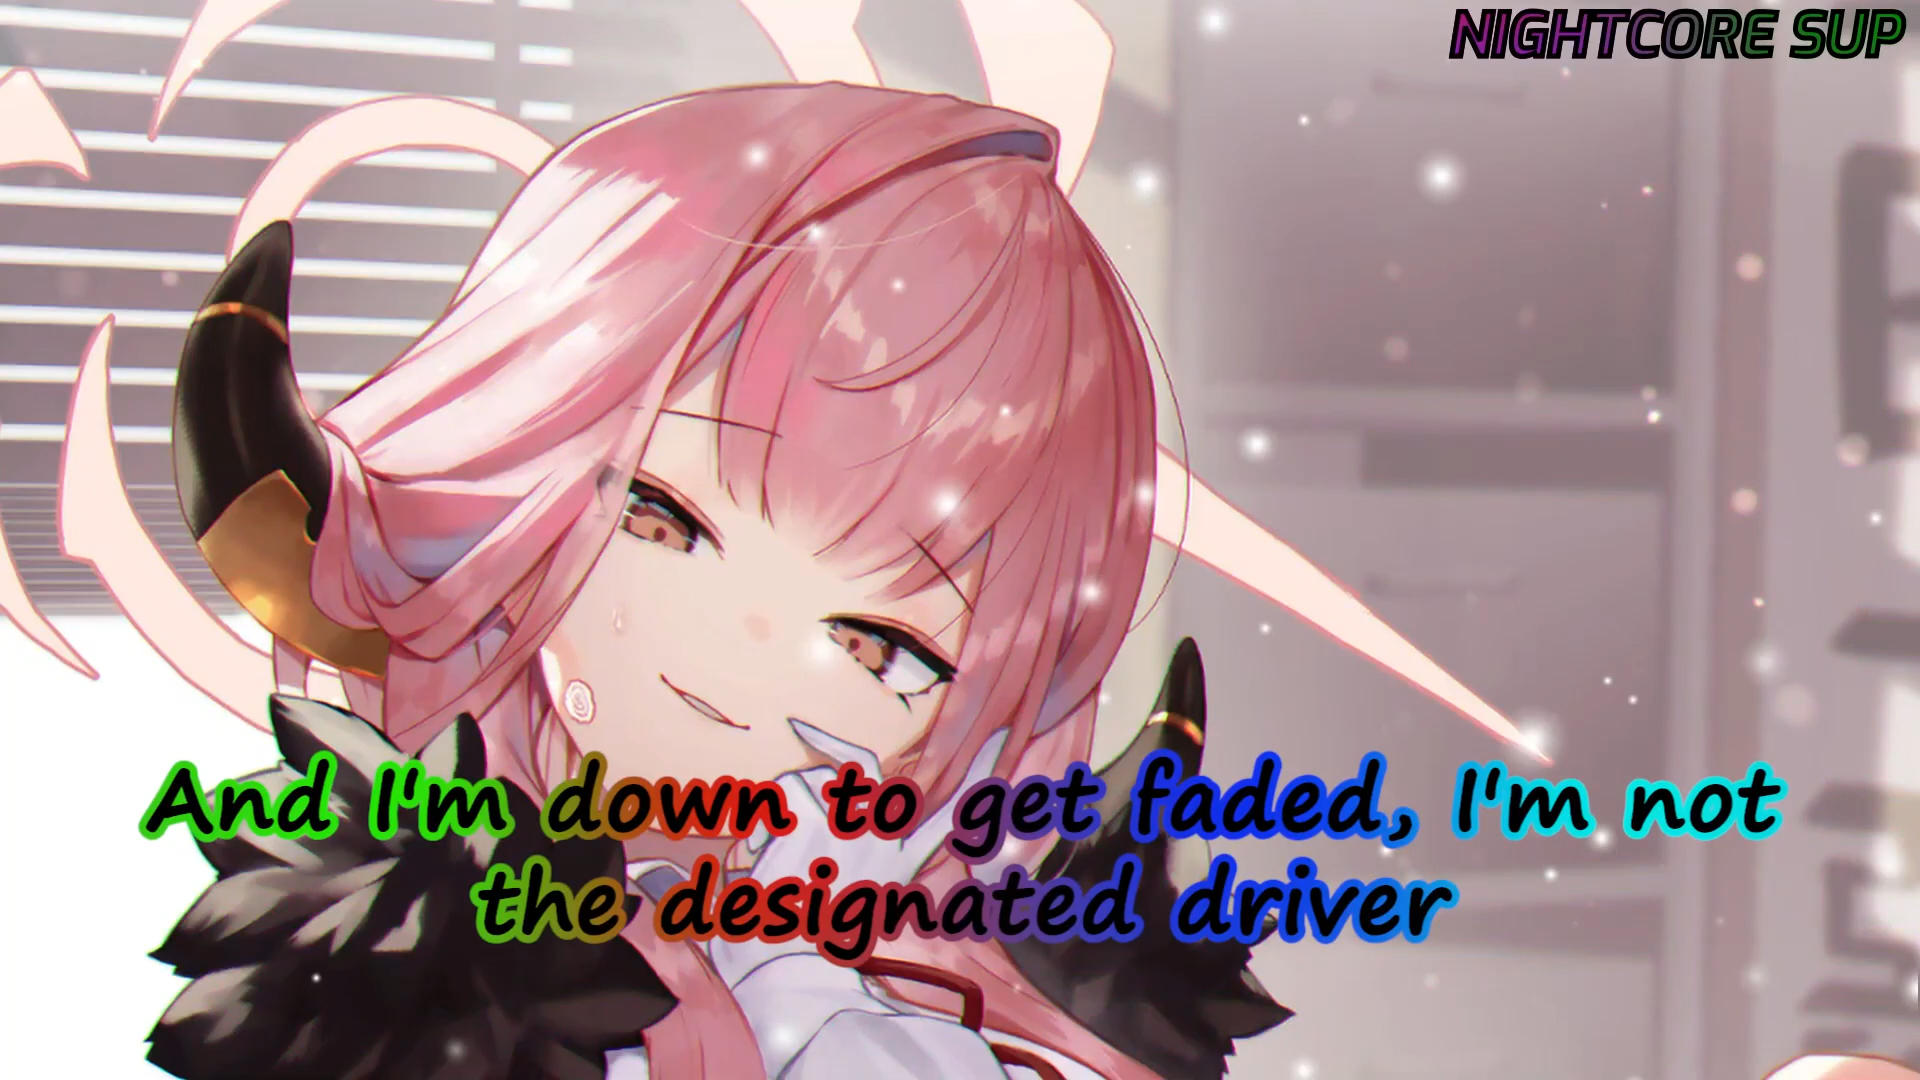 NIGHTCORE SUP
And I'm down to get faded, I'm not
the designated driver